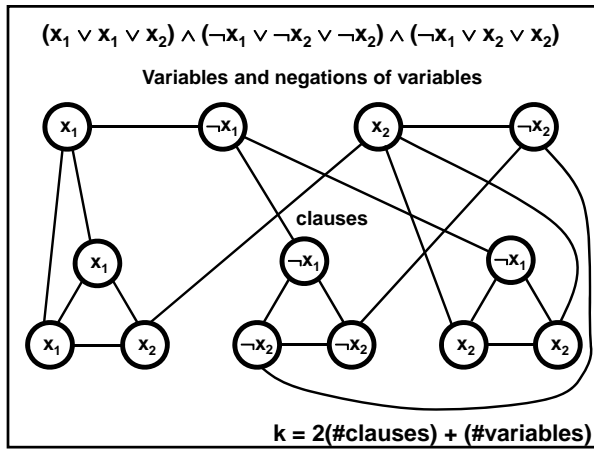 (x₁ ∨ x₁ ∨ x₂) ∧ (¬x₁ ∨ ¬x₂ ∨ ¬x₂) ∧ (¬x₁ ∨ x₂ ∨ x₂)
Variables and negations of variables
x₁ ¬x₁ x₂ ¬x₂
clauses
x₁ ¬x₁ ¬x₁
x₁ x₂ ¬x₂ ¬x₂ x₂ x₂
k = 2(#clauses) + (#variables)